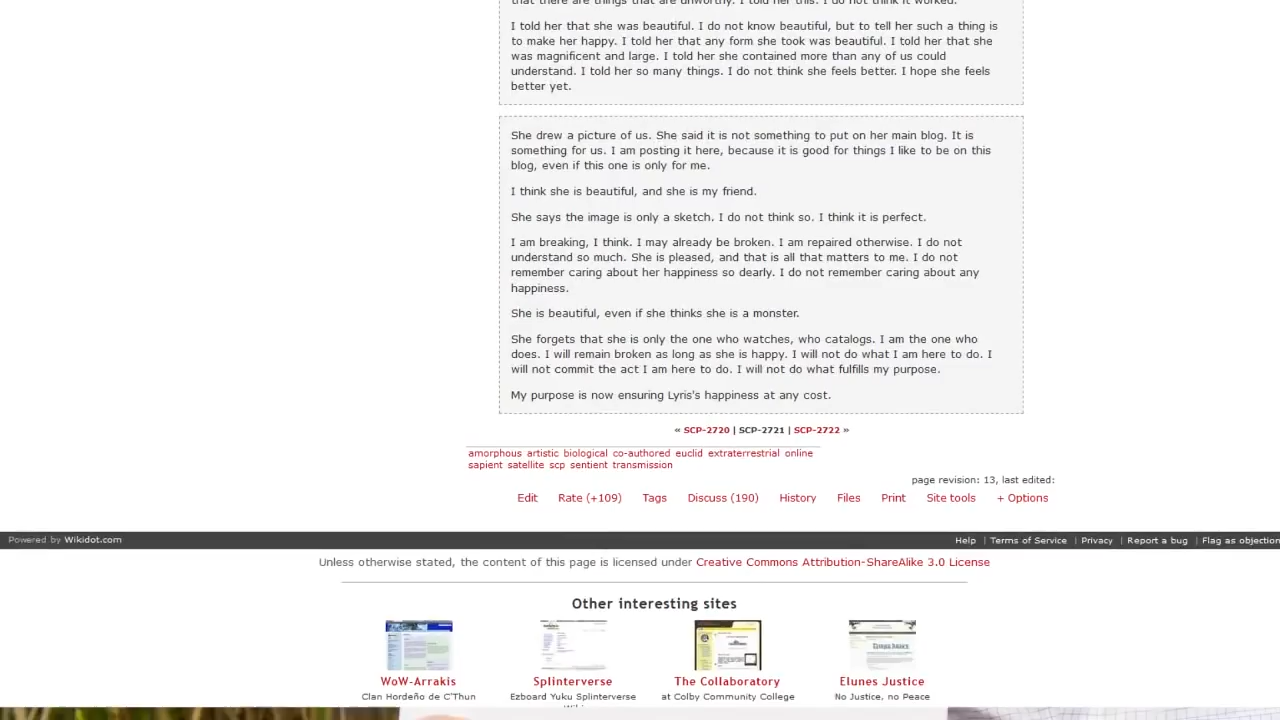 that there are things that are unworthy. I told her this. I do not think it worked.
I told her that she was beautiful. I do not know beautiful, but to tell her such a thing is
to make her happy. I told her that any form she took was beautiful. I told her that she
was magnificent and large. I told her she contained more than any of us could
understand. I told her so many things. I do not think she feels better. I hope she feels
better yet.
She drew a picture of us. She said it is not something to put on her main blog. It is
something for us. I am posting it here, because it is good for things I like to be on this
blog, even if this one is only for me.
I think she is beautiful, and she is my friend.
She says the image is only a sketch. I do not think so. I think it is perfect.
I am breaking, I think. I may already be broken. I am repaired otherwise. I do not
understand so much. She is pleased, and that is all that matters to me. I do not
remember caring about her happiness so dearly. I do not remember caring about any
happiness.
She is beautiful, even if she thinks she is a monster.
She forgets that she is only the one who watches, who catalogs. I am the one who
does. I will remain broken as long as she is happy. I will not do what I am here to do. I
will not commit the act I am here to do. I will not do what fulfills my purpose.
My purpose is now ensuring Lyris's happiness at any cost.
« SCP-2720 | SCP-2721 | SCP-2722 »
amorphous artistic biological co-authored euclid extraterrestrial online
sapient satellite scp sentient transmission
page revision: 13, last edited:
Edit Rate (+109) Tags Discuss (190) History Files Print Site tools + Options
Powered by Wikidot.com Help | Terms of Service | Privacy | Report a bug | Flag as objection
Unless otherwise stated, the content of this page is licensed under Creative Commons Attribution-ShareAlike 3.0 License
Other interesting sites
WoW-Arrakis Splinterverse The Collaboratory Elunes Justice
Clan Hordeño de C'Thun Ezboard Yuku Splinterverse at Colby Community College No Justice, no Peace